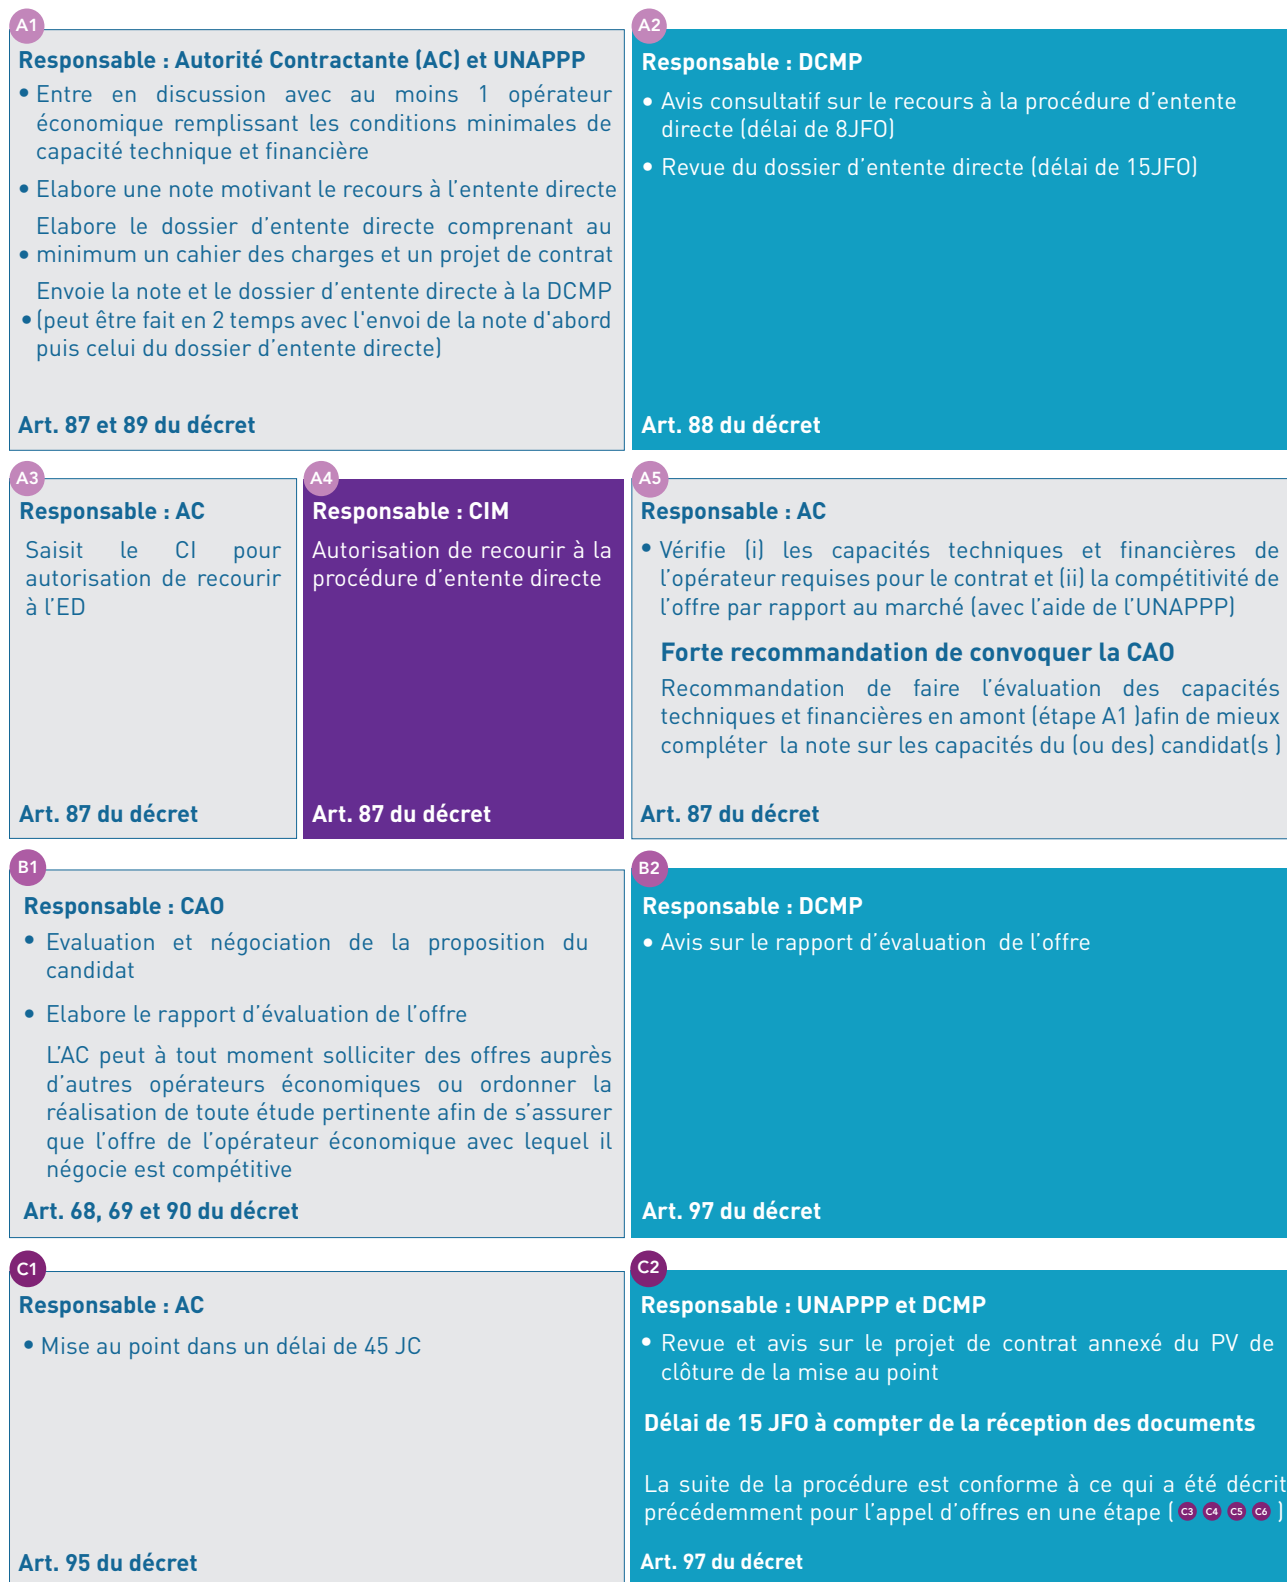 A1
Responsable : Autorité Contractante (AC) et UNAPPP
• Entre en discussion avec au moins 1 opérateur
économique remplissant les conditions minimales de
capacité technique et financière
• Elabore une note motivant le recours à l’entente directe
Elabore le dossier d’entente directe comprenant au
• minimum un cahier des charges et un projet de contrat
Envoie la note et le dossier d’entente directe à la DCMP
• (peut être fait en 2 temps avec l'envoi de la note d'abord
puis celui du dossier d’entente directe)
Art. 87 et 89 du décret
A2
Responsable : DCMP
• Avis consultatif sur le recours à la procédure d’entente
directe (délai de 8JFO)
• Revue du dossier d’entente directe (délai de 15JFO)
Art. 88 du décret
A3
Responsable : AC
Saisit le CI pour
autorisation de recourir
à l’ED
Art. 87 du décret
A4
Responsable : CIM
Autorisation de recourir à la
procédure d’entente directe
Art. 87 du décret
A5
Responsable : AC
• Vérifie (i) les capacités techniques et financières de
l’opérateur requises pour le contrat et (ii) la compétitivité de
l’offre par rapport au marché (avec l’aide de l’UNAPPP)
Forte recommandation de convoquer la CAO
Recommandation de faire l’évaluation des capacités
techniques et financières en amont (étape A1 )afin de mieux
compléter la note sur les capacités du (ou des) candidat(s )
Art. 87 du décret
B1
Responsable : CAO
• Evaluation et négociation de la proposition du
candidat
• Elabore le rapport d’évaluation de l’offre
L’AC peut à tout moment solliciter des offres auprès
d’autres opérateurs économiques ou ordonner la
réalisation de toute étude pertinente afin de s’assurer
que l’offre de l’opérateur économique avec lequel il
négocie est compétitive
Art. 68, 69 et 90 du décret
B2
Responsable : DCMP
• Avis sur le rapport d’évaluation de l’offre
Art. 97 du décret
C1
Responsable : AC
• Mise au point dans un délai de 45 JC
Art. 95 du décret
C2
Responsable : UNAPPP et DCMP
• Revue et avis sur le projet de contrat annexé du PV de
clôture de la mise au point
Délai de 15 JFO à compter de la réception des documents
La suite de la procédure est conforme à ce qui a été décrit
précédemment pour l’appel d’offres en une étape ( C3 C4 C5 C6 )
Art. 97 du décret